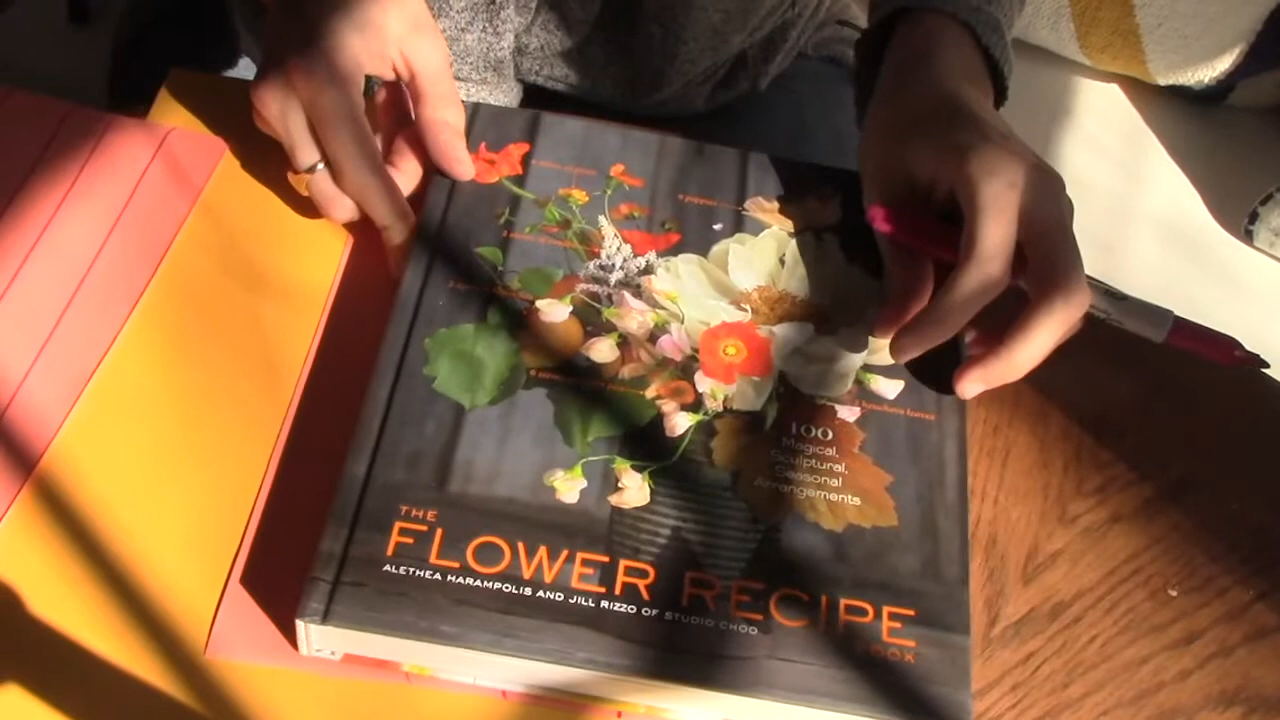 100
Magical,
Sculptural,
Seasonal
Arrangements
THE
FLOWER RECIPE
ALETHEA HARAMPOLIS AND JILL RIZZO OF STUDIO CHOO